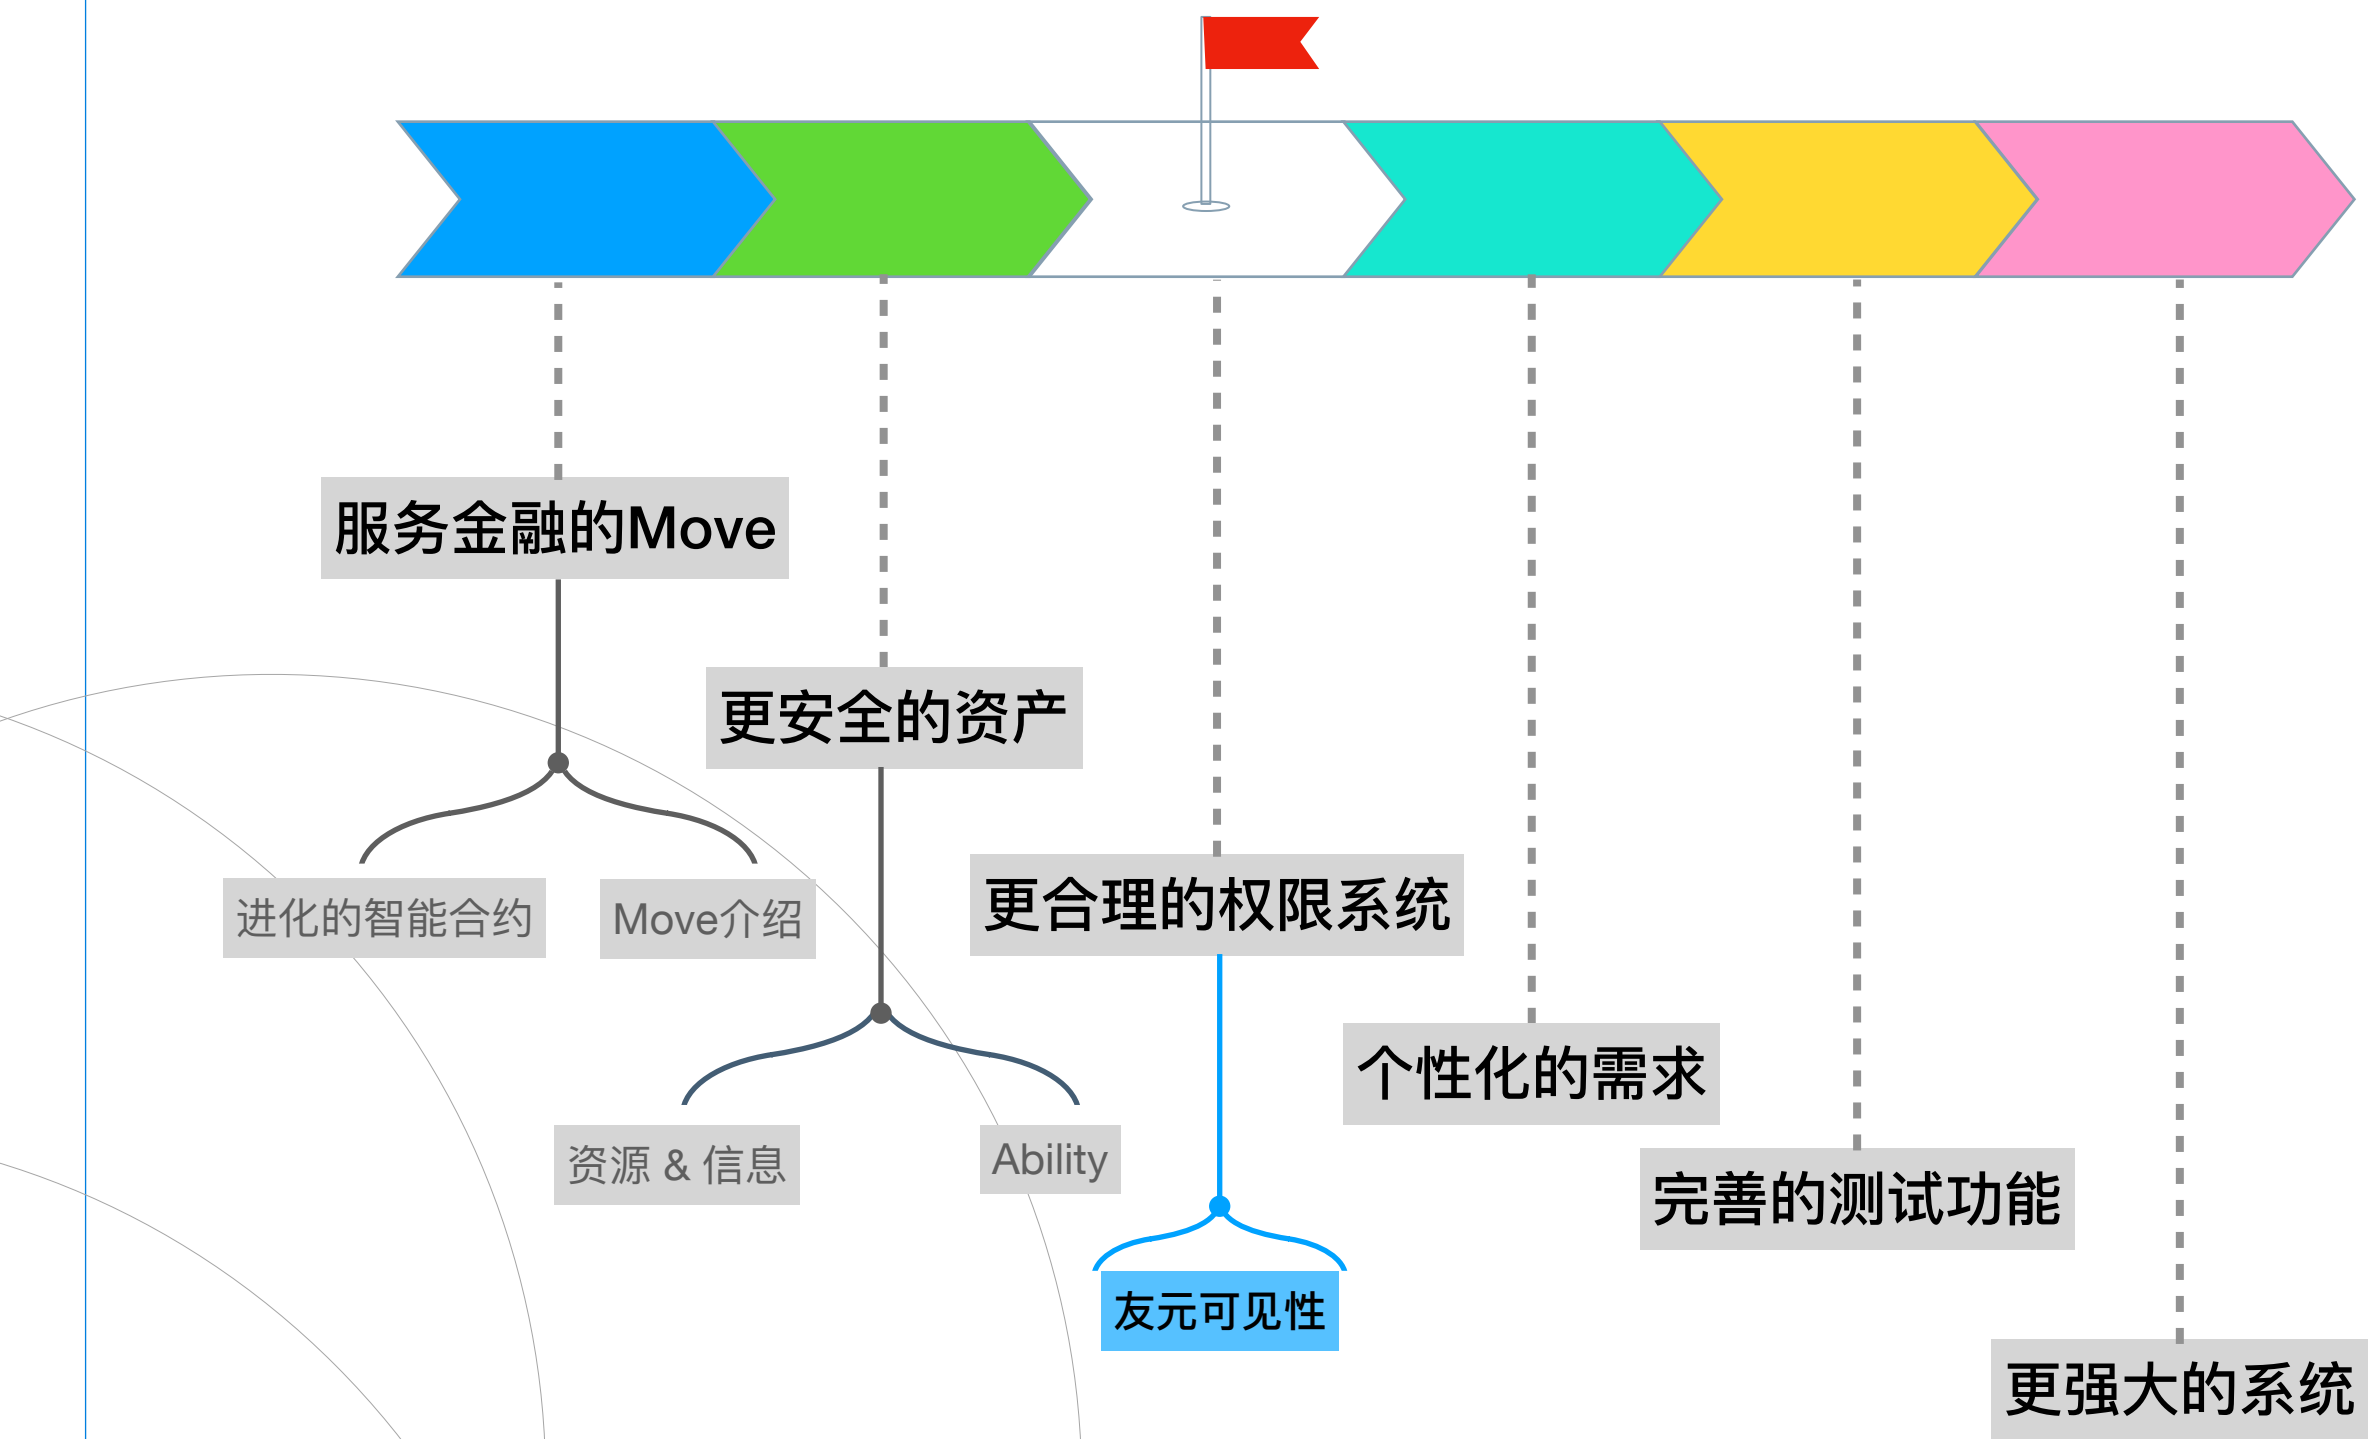 服务金融的Move
进化的智能合约
Move介绍
更安全的资产
资源 & 信息
Ability
更合理的权限系统
友元可见性
个性化的需求
完善的测试功能
更强大的系统